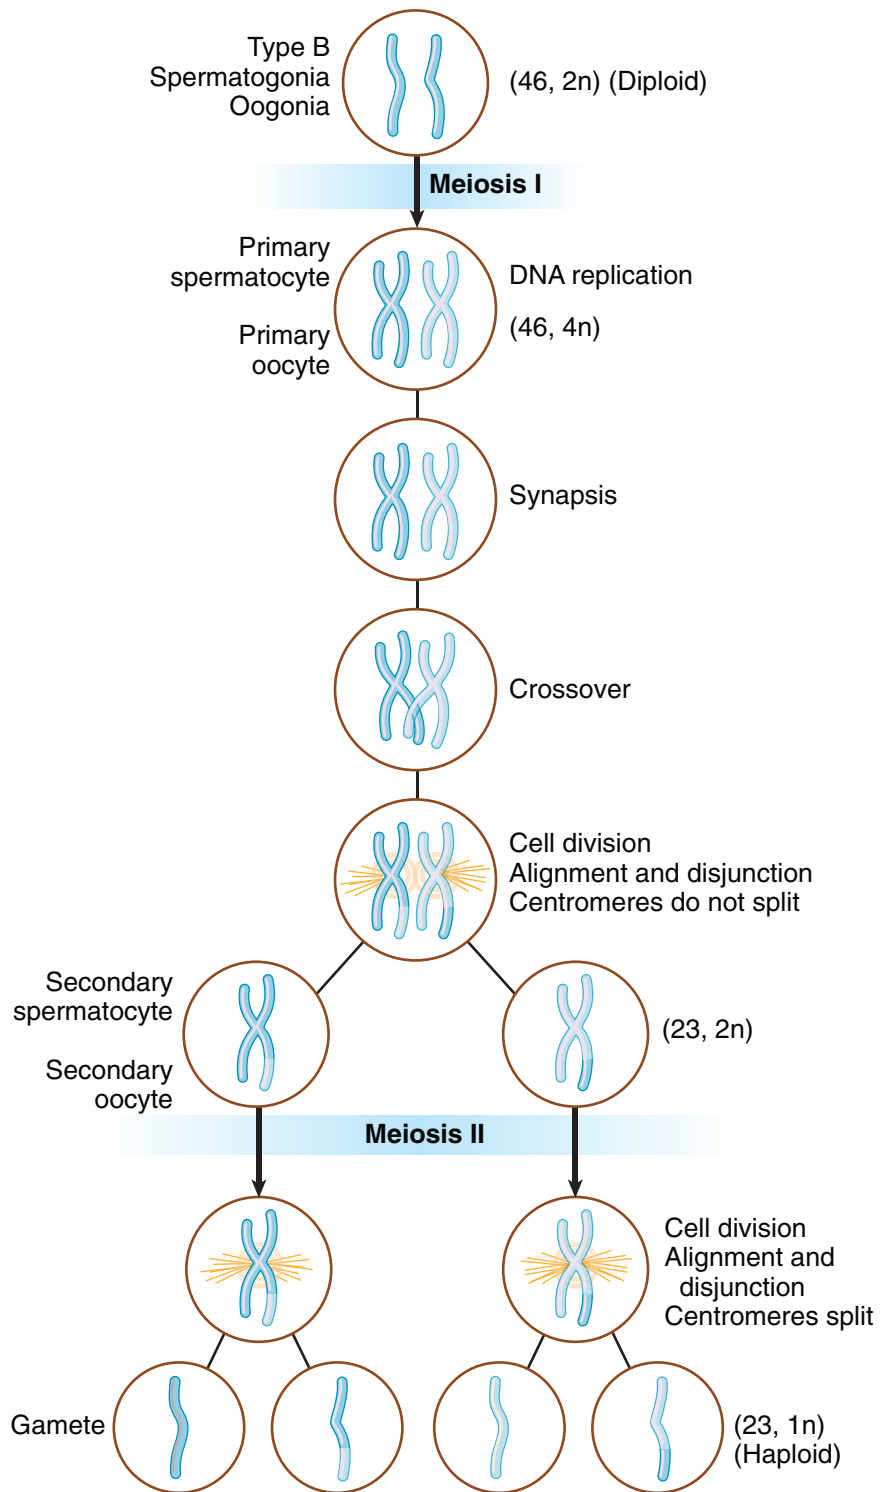 Type B
Spermatogonia
Oogonia
(46, 2n) (Diploid)
Meiosis I
Primary
spermatocyte
Primary
oocyte
DNA replication
(46, 4n)
Synapsis
Crossover
Cell division
Alignment and disjunction
Centromeres do not split
Secondary
spermatocyte
Secondary
oocyte
(23, 2n)
Meiosis II
Cell division
Alignment and
disjunction
Centromeres split
Gamete
(23, 1n)
(Haploid)